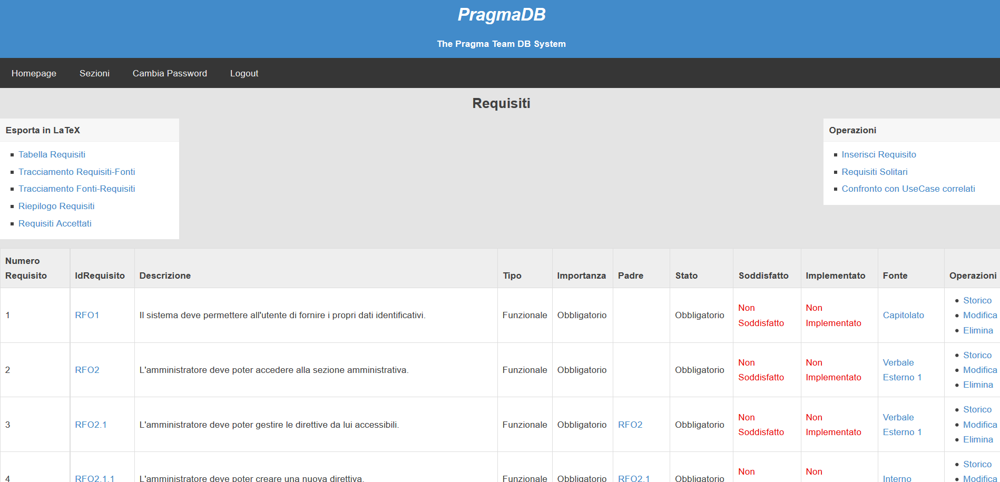 PragmaDB
The Pragma Team DB System
Homepage Sezioni Cambia Password Logout
Requisiti
Esporta in LaTeX
Tabella Requisiti
Tracciamento Requisiti-Fonti
Tracciamento Fonti-Requisiti
Riepilogo Requisiti
Requisiti Accettati
Operazioni
Inserisci Requisito
Requisiti Solitari
Confronto con UseCase correlati
Numero
Requisito IdRequisito Descrizione Tipo Importanza Padre Stato Soddisfatto Implementato Fonte Operazioni
1 RFO1 Il sistema deve permettere all'utente di fornire i propri dati identificativi. Funzionale Obbligatorio Obbligatorio
Non
Soddisfatto
Non
Implementato
Capitolato
Storico
Modifica
Elimina
2 RFO2 L'amministratore deve poter accedere alla sezione amministrativa. Funzionale Obbligatorio Obbligatorio
Non
Soddisfatto
Non
Implementato
Verbale
Esterno 1
Storico
Modifica
Elimina
3 RFO2.1 L'amministratore deve poter gestire le direttive da lui accessibili. Funzionale Obbligatorio RFO2 Obbligatorio
Non
Soddisfatto
Non
Implementato
Verbale
Esterno 1
Storico
Modifica
Elimina
4 RFO2.1.1 L'amministratore deve poter creare una nuova direttiva. Funzionale Obbligatorio RFO2.1 Obbligatorio
Non
Non
Interno
Storico
Modifica